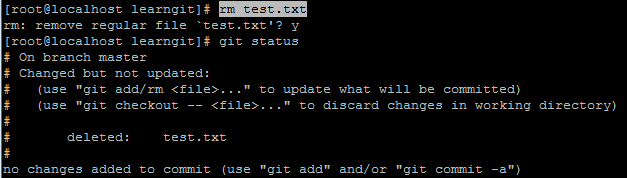 [root@localhost learngit]# rm test.txt
rm: remove regular file `test.txt'? y
[root@localhost learngit]# git status
# On branch master
# Changed but not updated:
#   (use "git add/rm <file>..." to update what will be committed)
#   (use "git checkout -- <file>..." to discard changes in working directory)
#
#       deleted:    test.txt
#
no changes added to commit (use "git add" and/or "git commit -a")